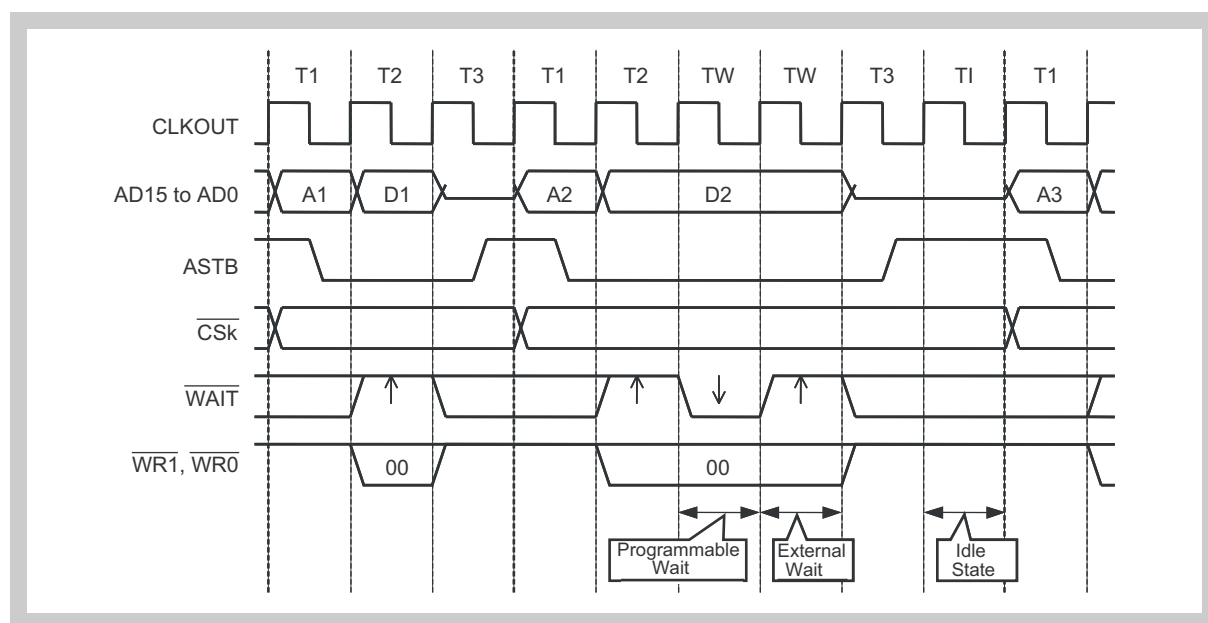 T1 T2 T3 T1 T2 TW TW T3 TI T1
CLKOUT
AD15 to AD0 A1 D1 A2 D2 A3
ASTB
CSk
WAIT
WR1, WR0 00 00
Programmable
Wait
External
Wait
Idle
State